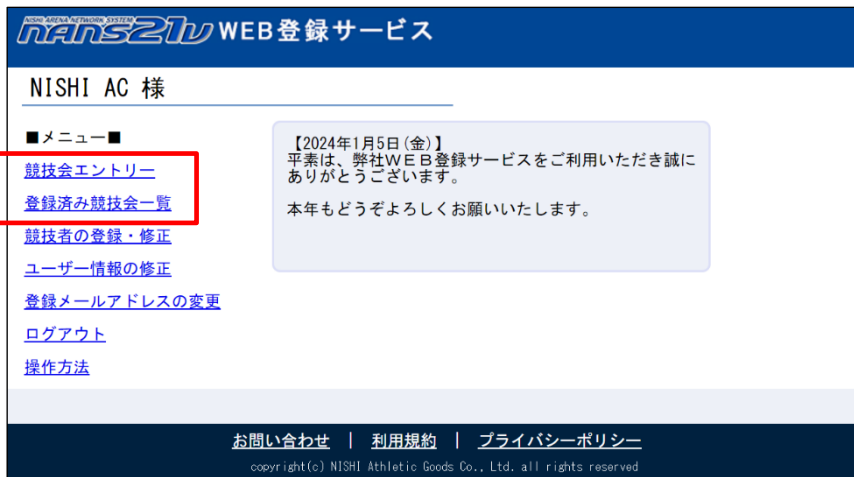 NISHI ARENA NETWORK SYSTEM
nans21V WEB登録サービス
NISHI AC 様
■メニュー■
競技会エントリー
登録済み競技会一覧
競技者の登録・修正
ユーザー情報の修正
登録メールアドレスの変更
ログアウト
操作方法
【2024年1月5日(金)】
平素は、弊社ＷＥＢ登録サービスをご利用いただき誠に
ありがとうございます。
本年もどうぞよろしくお願いいたします。
お問い合わせ | 利用規約 | プライバシーポリシー
copyright(c) NISHI Athletic Goods Co., Ltd. all rights reserved